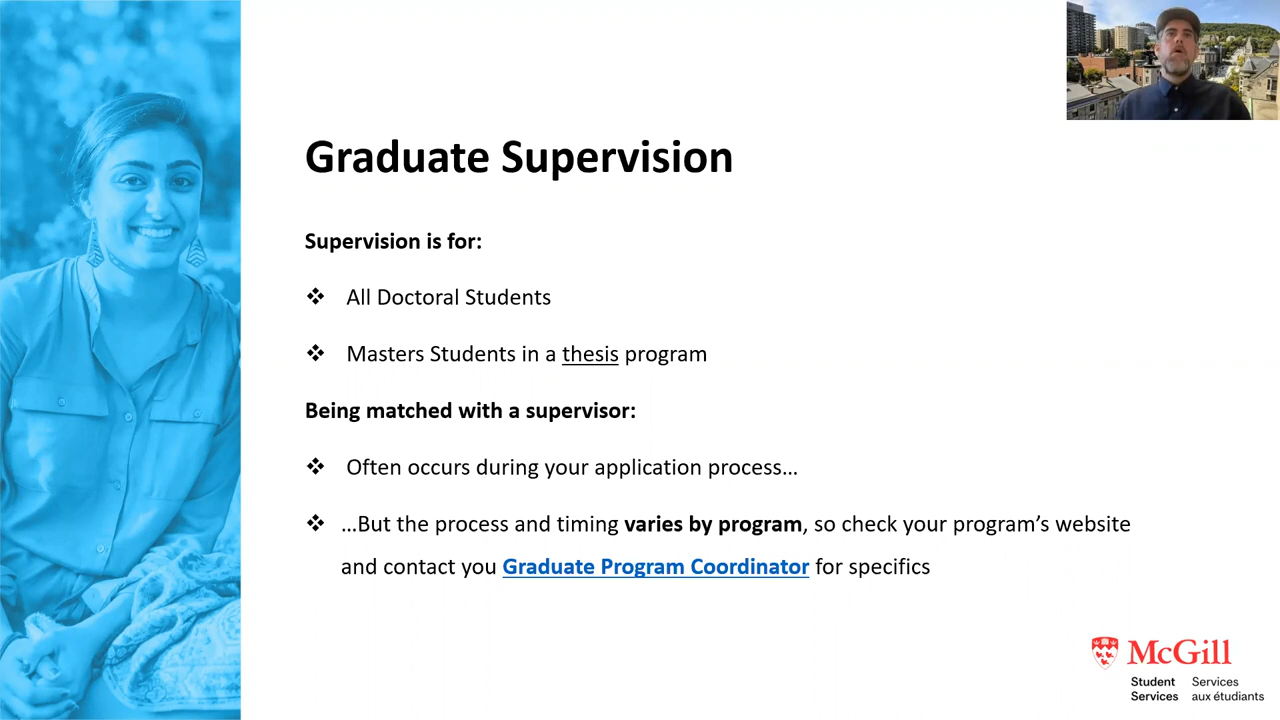 Graduate Supervision
Supervision is for:
❖ All Doctoral Students
❖ Masters Students in a thesis program
Being matched with a supervisor:
❖ Often occurs during your application process…
❖ …But the process and timing varies by program, so check your program’s website
and contact you Graduate Program Coordinator for specifics
McGill
Student Services
Services aux étudiants